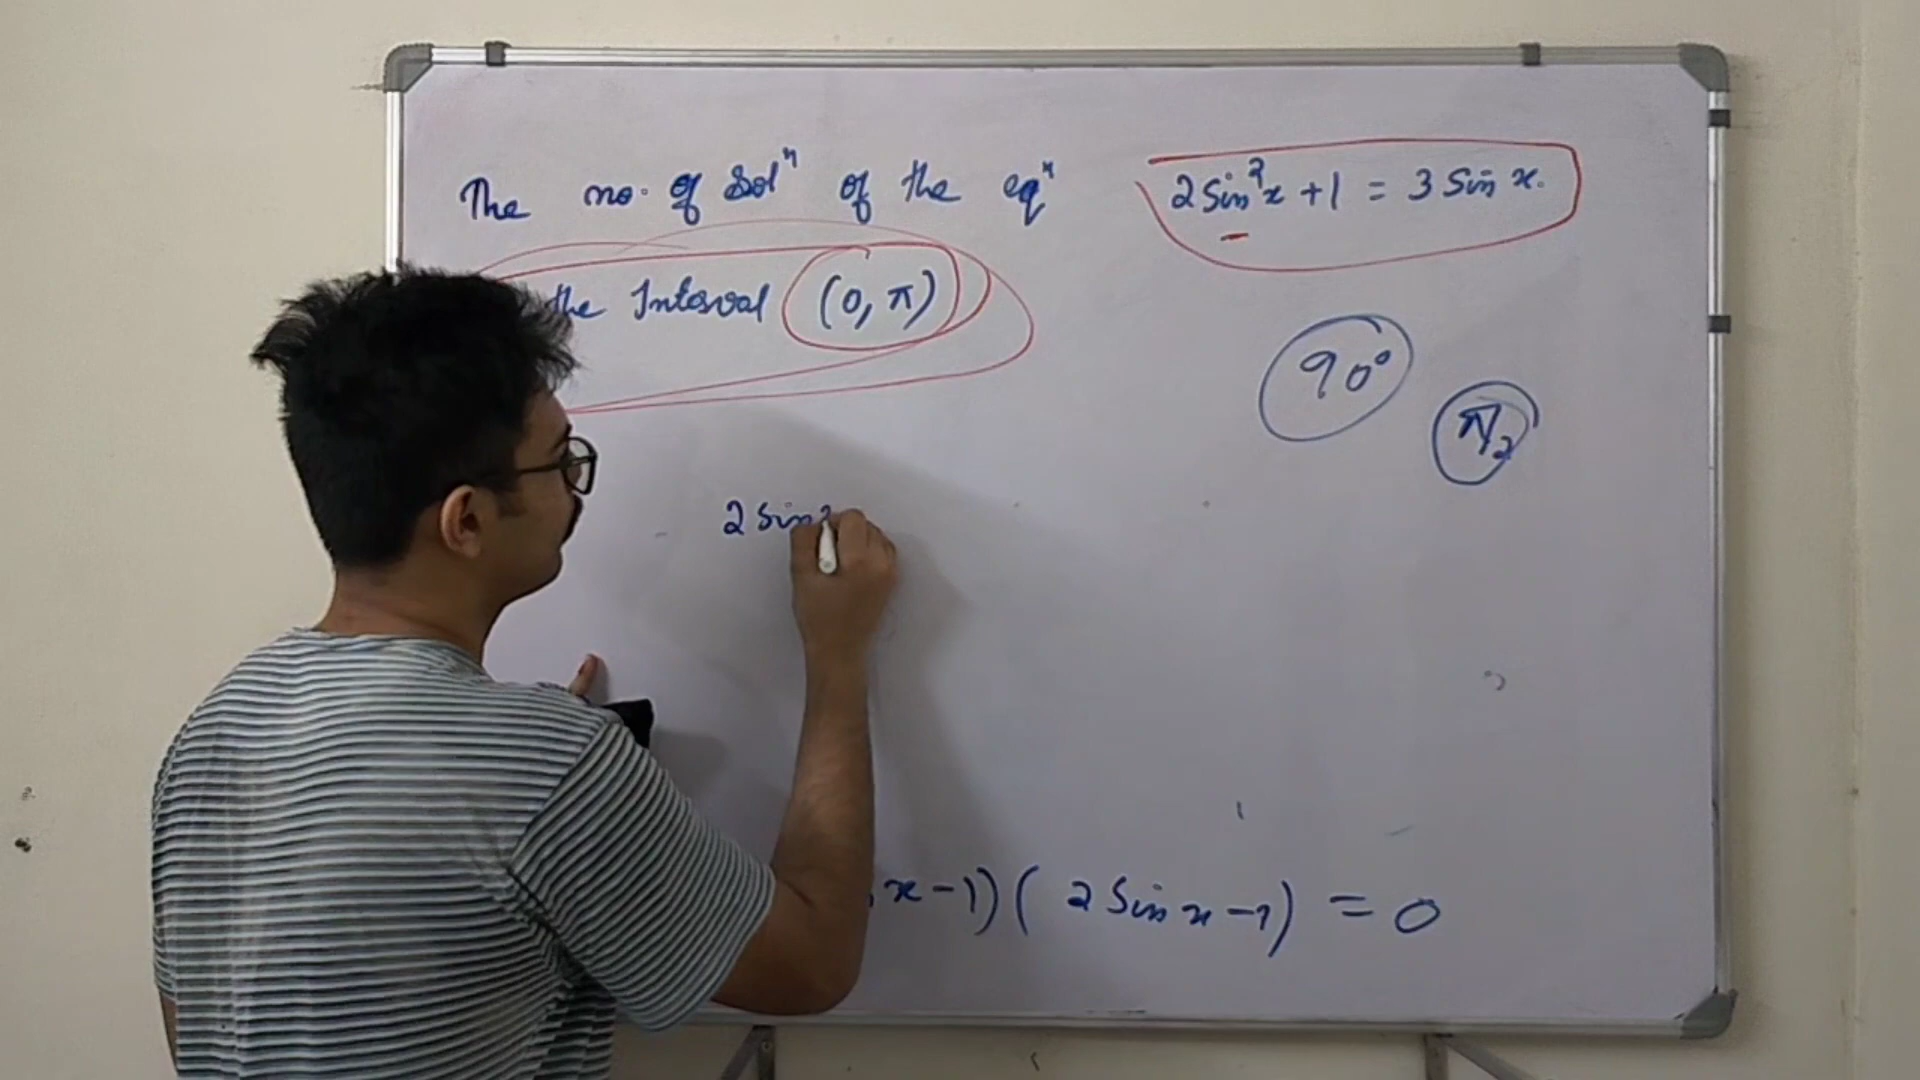 The no. of Solⁿ of the eqⁿ 2 Sin²x + 1 = 3 Sin x.
the Interval (0, π)
90°
π/2
2 Sin
x - 1) ( 2 Sin x - 1) = 0